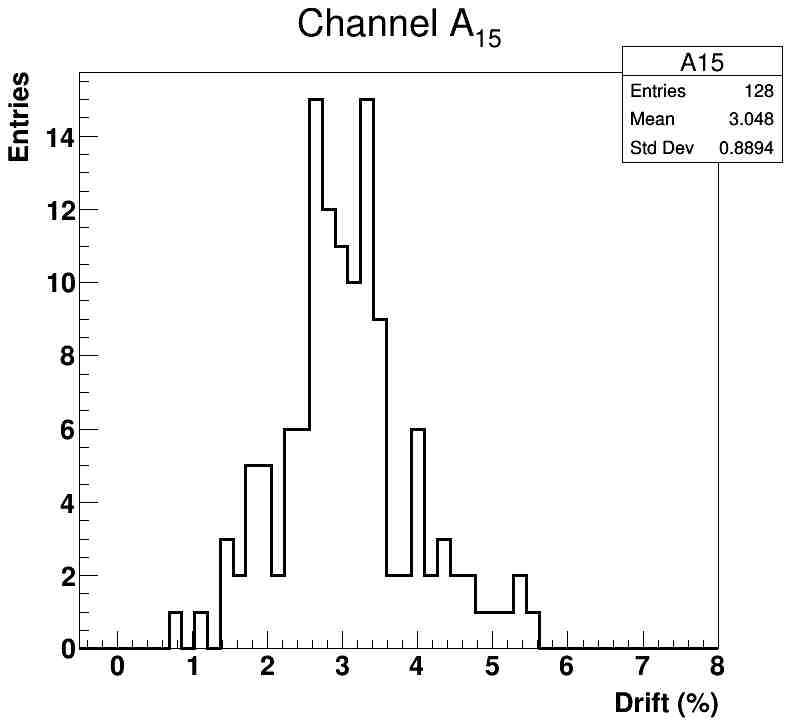 Channel A15
A15
Entries 128
Mean 3.048
Std Dev 0.8894
Entries
14
12
10
8
6
4
2
0
0 1 2 3 4 5 6 7 8
Drift (%)